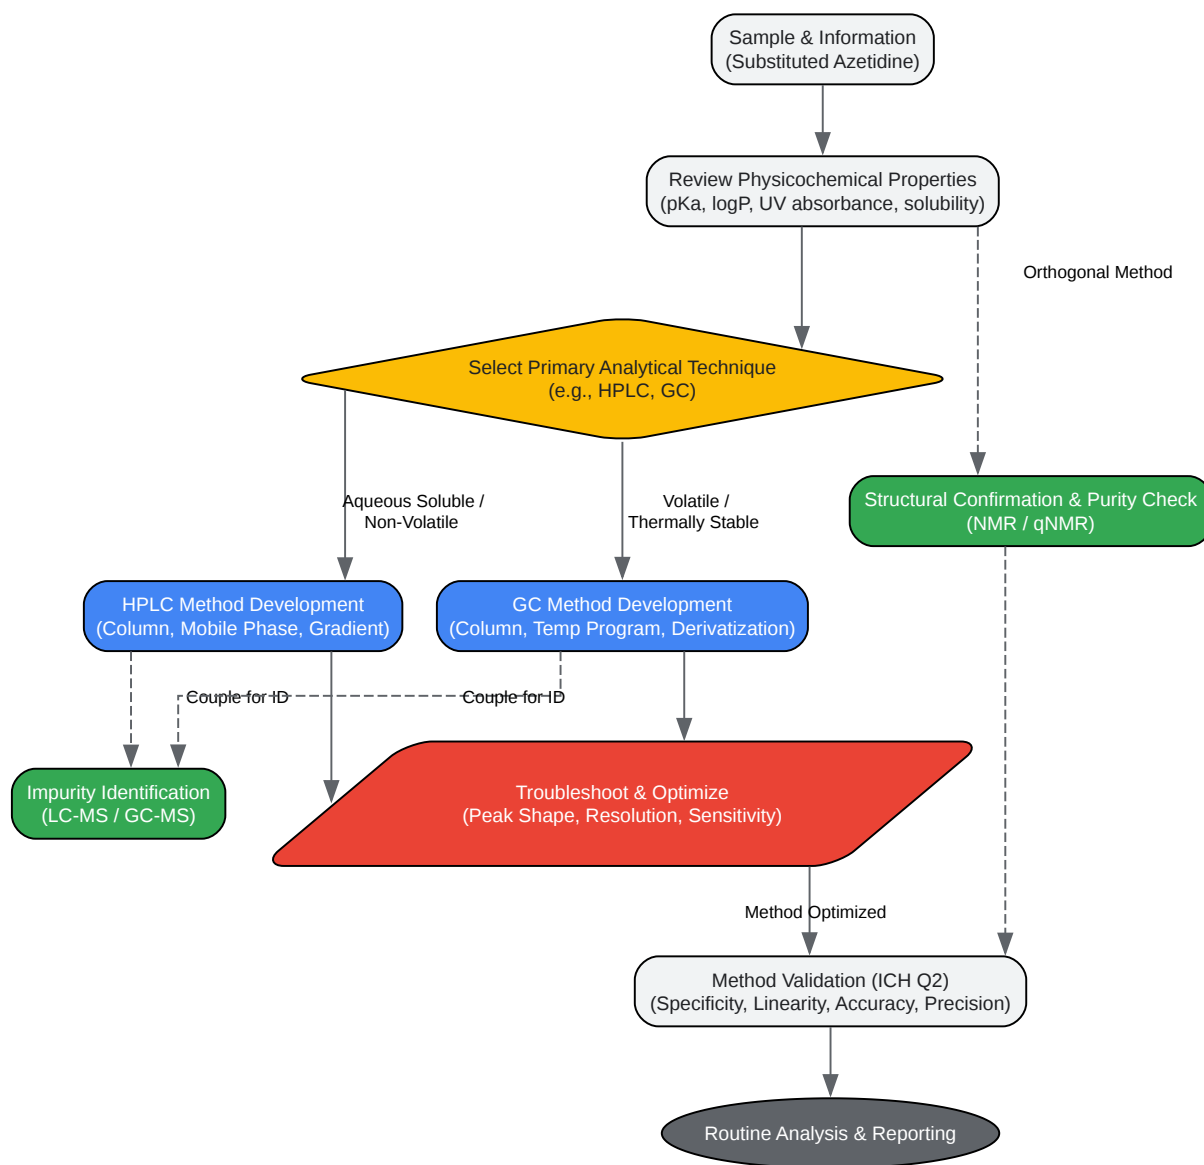 Sample & Information
(Substituted Azetidine)
Review Physicochemical Properties
(pKa, logP, UV absorbance, solubility)
Orthogonal Method
Select Primary Analytical Technique
(e.g., HPLC, GC)
Aqueous Soluble /
Non-Volatile
Volatile /
Thermally Stable
Structural Confirmation & Purity Check
(NMR / qNMR)
HPLC Method Development
(Column, Mobile Phase, Gradient)
GC Method Development
(Column, Temp Program, Derivatization)
Couple for ID
Couple for ID
Impurity Identification
(LC-MS / GC-MS)
Troubleshoot & Optimize
(Peak Shape, Resolution, Sensitivity)
Method Optimized
Method Validation (ICH Q2)
(Specificity, Linearity, Accuracy, Precision)
Routine Analysis & Reporting